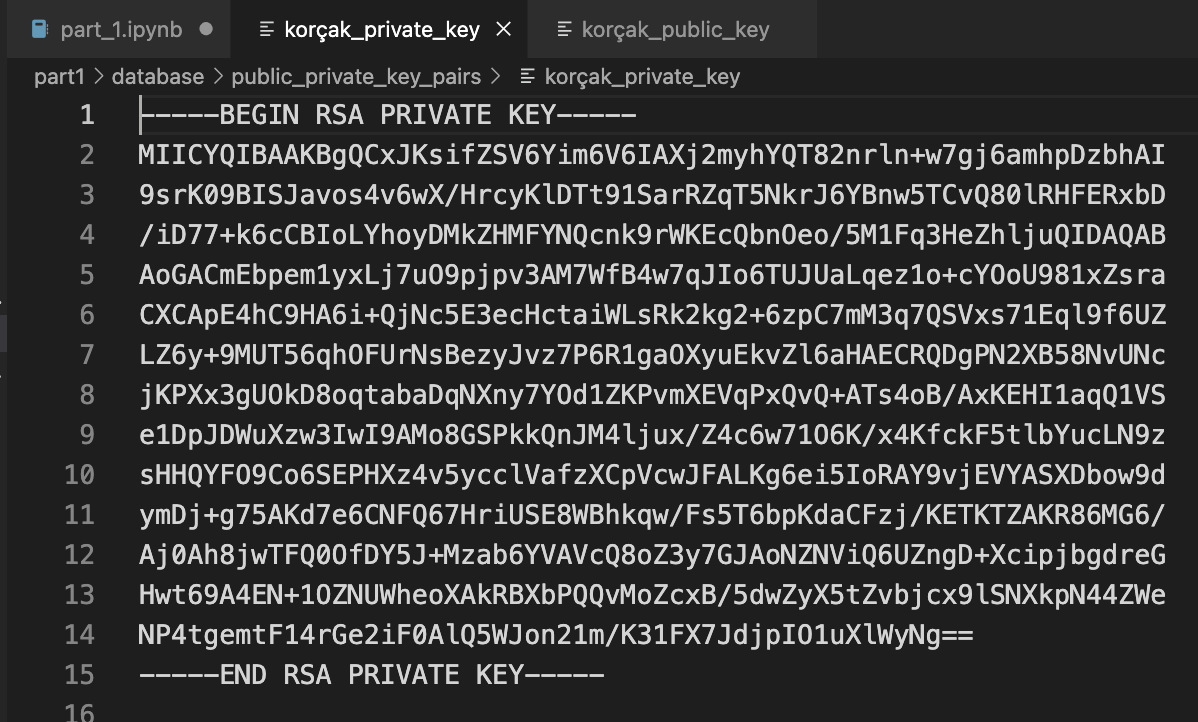 part_1.ipynb
korçak_private_key
korçak_public_key
part1 > database > public_private_key_pairs > korçak_private_key
1 -----BEGIN RSA PRIVATE KEY-----
2 MIICYQIBAAKBgQCxJKsifZSV6Yim6V6IAXj2myhYQT82nrln+w7gj6amhpDzbhAI
3 9srK09BISJavos4v6wX/HrcyKlDTt91SarRZqT5NkrJ6YBnw5TCvQ80lRHFERxbD
4 /iD77+k6cCBIoLYhoyDMkZHMFYNQcnk9rWKEcQbnOeo/5M1Fq3HeZhljuQIDAQAB
5 AoGACmEbpem1yxLj7uO9pjpv3AM7WfB4w7qJIo6TUJUaLqez1o+cYOoU981xZsra
6 CXCApE4hC9HA6i+QjNc5E3ecHctaiWLsRk2kg2+6zpC7mM3q7QSVxs71Eql9f6UZ
7 LZ6y+9MUT56qhOFUrNsBezyJvz7P6R1gaOXyuEkvZl6aHAECRQDgPN2XB58NvUNc
8 jKPXx3gUOkD8oqtabaDqNXny7YOd1ZKPvmXEVqPxQvQ+ATs4oB/AxKEHI1aqQ1VS
9 e1DpJDWuXzw3IwI9AMo8GSPkkQnJM4ljux/Z4c6w71O6K/x4KfckF5tlbYucLN9z
10 sHHQYFO9Co6SEPHXz4v5ycclVafzXCpVcwJFALKg6ei5IoRAY9vjEVYASXDbow9d
11 ymDj+g75AKd7e6CNFQ67HriUSE8WBhkqw/Fs5T6bpKdaCFzj/KETKTZAKR86MG6/
12 Aj0Ah8jwTFQ0OfDY5J+Mzab6YVAVcQ8oZ3y7GJAoNZNViQ6UZngD+XcipjbgdreG
13 Hwt69A4EN+1OZNUWheoXAkRBXbPQQvMoZcxB/5dwZyX5tZvbjcx9lSNXkpN44ZWe
14 NP4tgemtF14rGe2iF0AlQ5WJon21m/K31FX7JdjpIO1uXlWyNg==
15 -----END RSA PRIVATE KEY-----
16